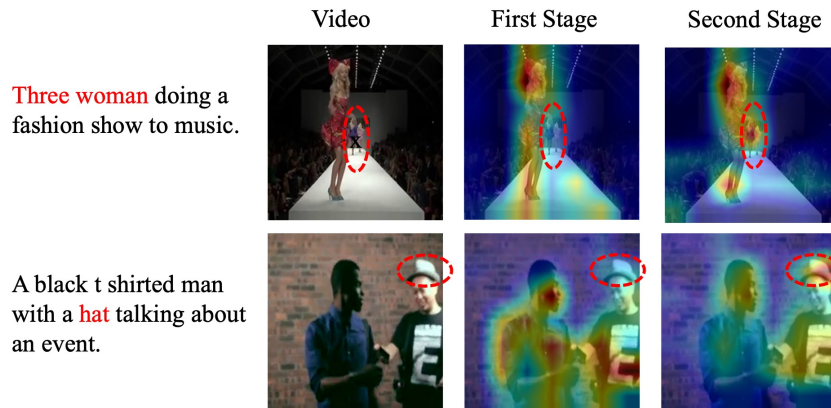 Video First Stage Second Stage
Three woman doing a
fashion show to music.
X
A black t shirted man
with a hat talking about
an event.